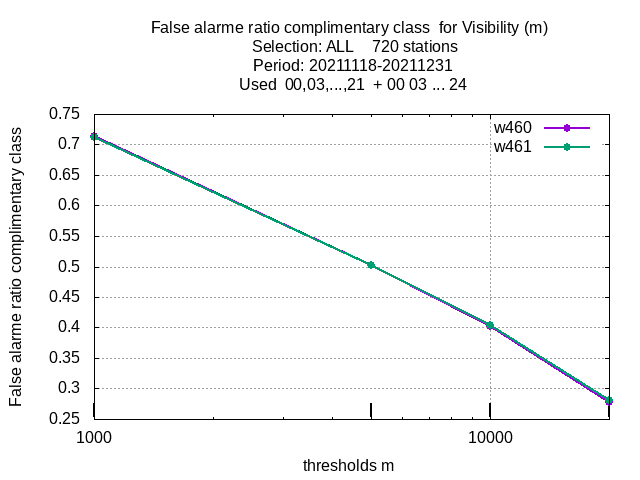 False alarme ratio complimentary class  for Visibility (m)
Selection: ALL    720 stations
Period: 20211118-20211231
Used  00,03,...,21  + 00 03 ... 24
w460
w461
0.75
0.7
0.65
0.6
0.55
0.5
0.45
0.4
0.35
0.3
0.25
False alarme ratio complimentary class
1000
10000
thresholds m